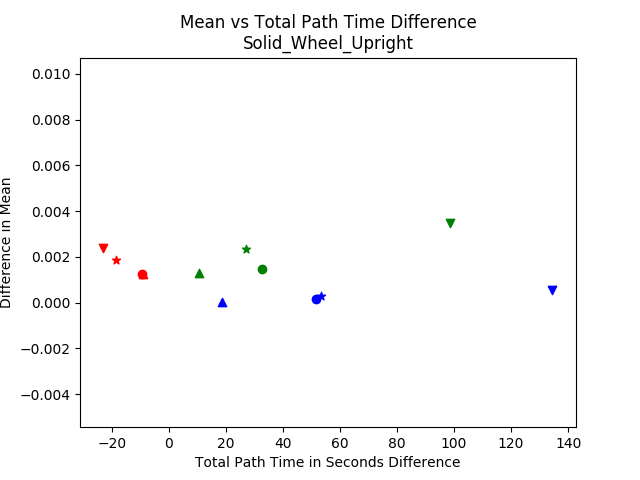 Mean vs Total Path Time Difference
Solid_Wheel_Upright
0.010
0.008
0.006
0.004
0.002
0.000
−0.002
−0.004
Difference in Mean
−20 0 20 40 60 80 100 120 140
Total Path Time in Seconds Difference